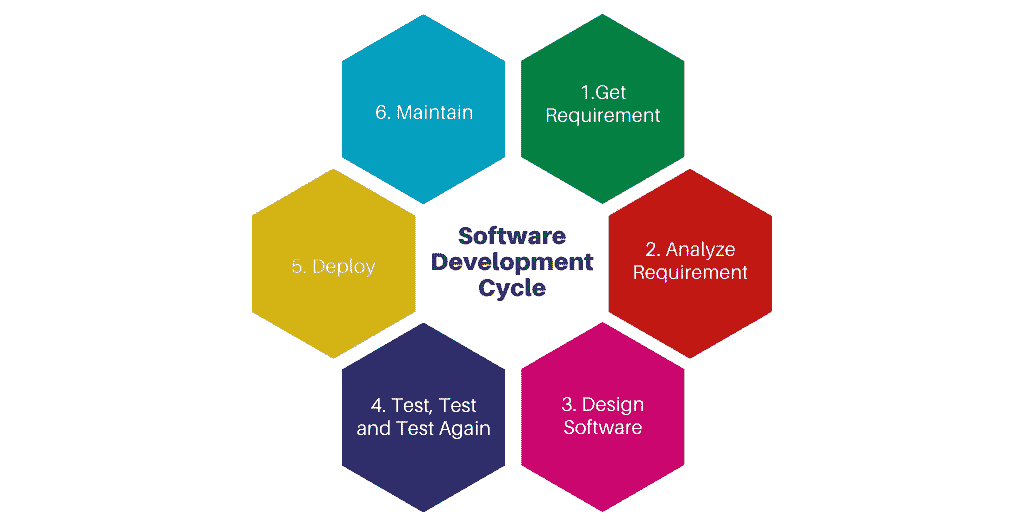 1.Get
Requirement
2. Analyze
Requirement
3. Design
Software
4. Test, Test
and Test Again
5. Deploy
6. Maintain
Software
Development
Cycle